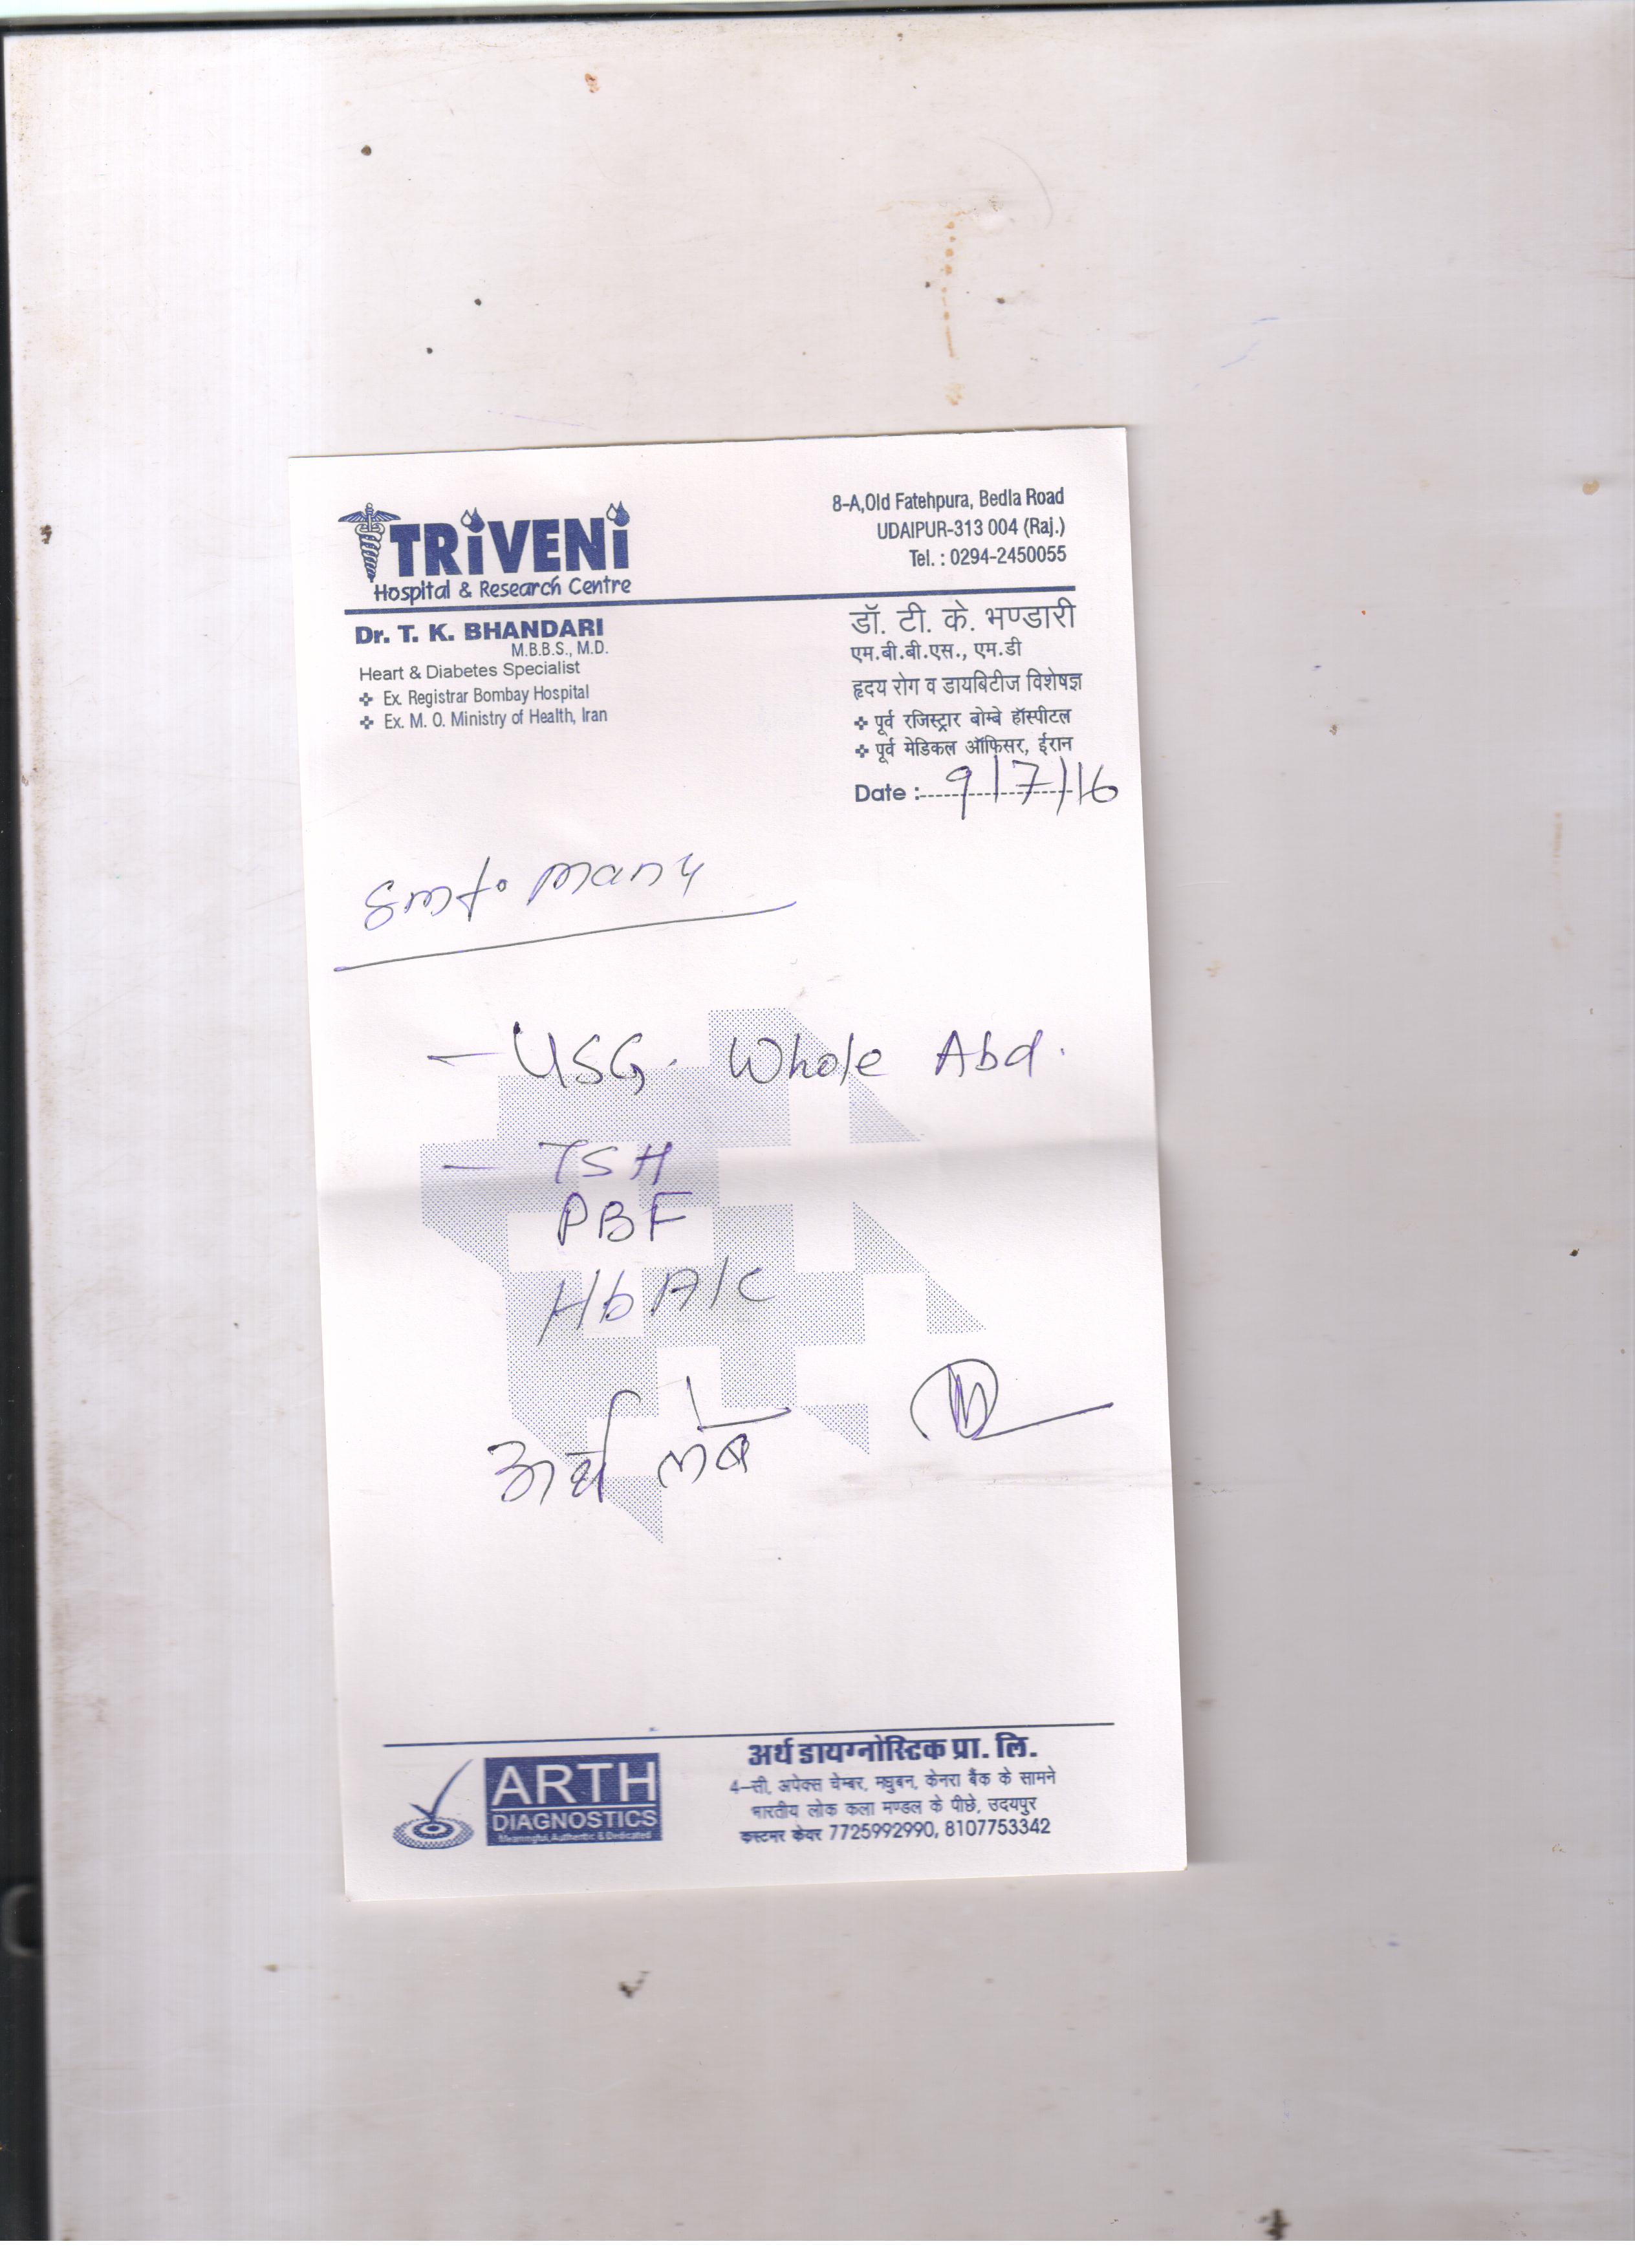 TRiVENi
Hospital & Research Centre
8-A,Old Fatehpura, Bedla Road
UDAIPUR-313 004 (Raj.)
Tel. : 0294-2450055
Dr. T. K. BHANDARI
M.B.B.S., M.D.
Heart & Diabetes Specialist
Ex. Registrar Bombay Hospital
Ex. M. O. Ministry of Health, Iran
डॉ. टी. के. भण्डारी
एम.बी.बी.एस., एम.डी
हृदय रोग व डायबिटीज विशेषज्ञ
पूर्व रजिस्ट्रार बोम्बे हॉस्पीटल
पूर्व मेडिकल ऑफिसर, ईरान
Date : 9/7/16
Smt. Manu
- USG. Whole Abd.
- TSH
PBF
HbA1C
अर्थ लेब
ARTH
DIAGNOSTICS
Meaningful, Authentic & Dedicated
अर्थ डायग्नोस्टिक प्रा. लि.
4-सी, अपेक्स चेम्बर, मधुबन, केनरा बैंक के सामने
भारतीय लोक कला मण्डल के पीछे, उदयपुर
कस्टमर केयर 7725992990, 8107753342